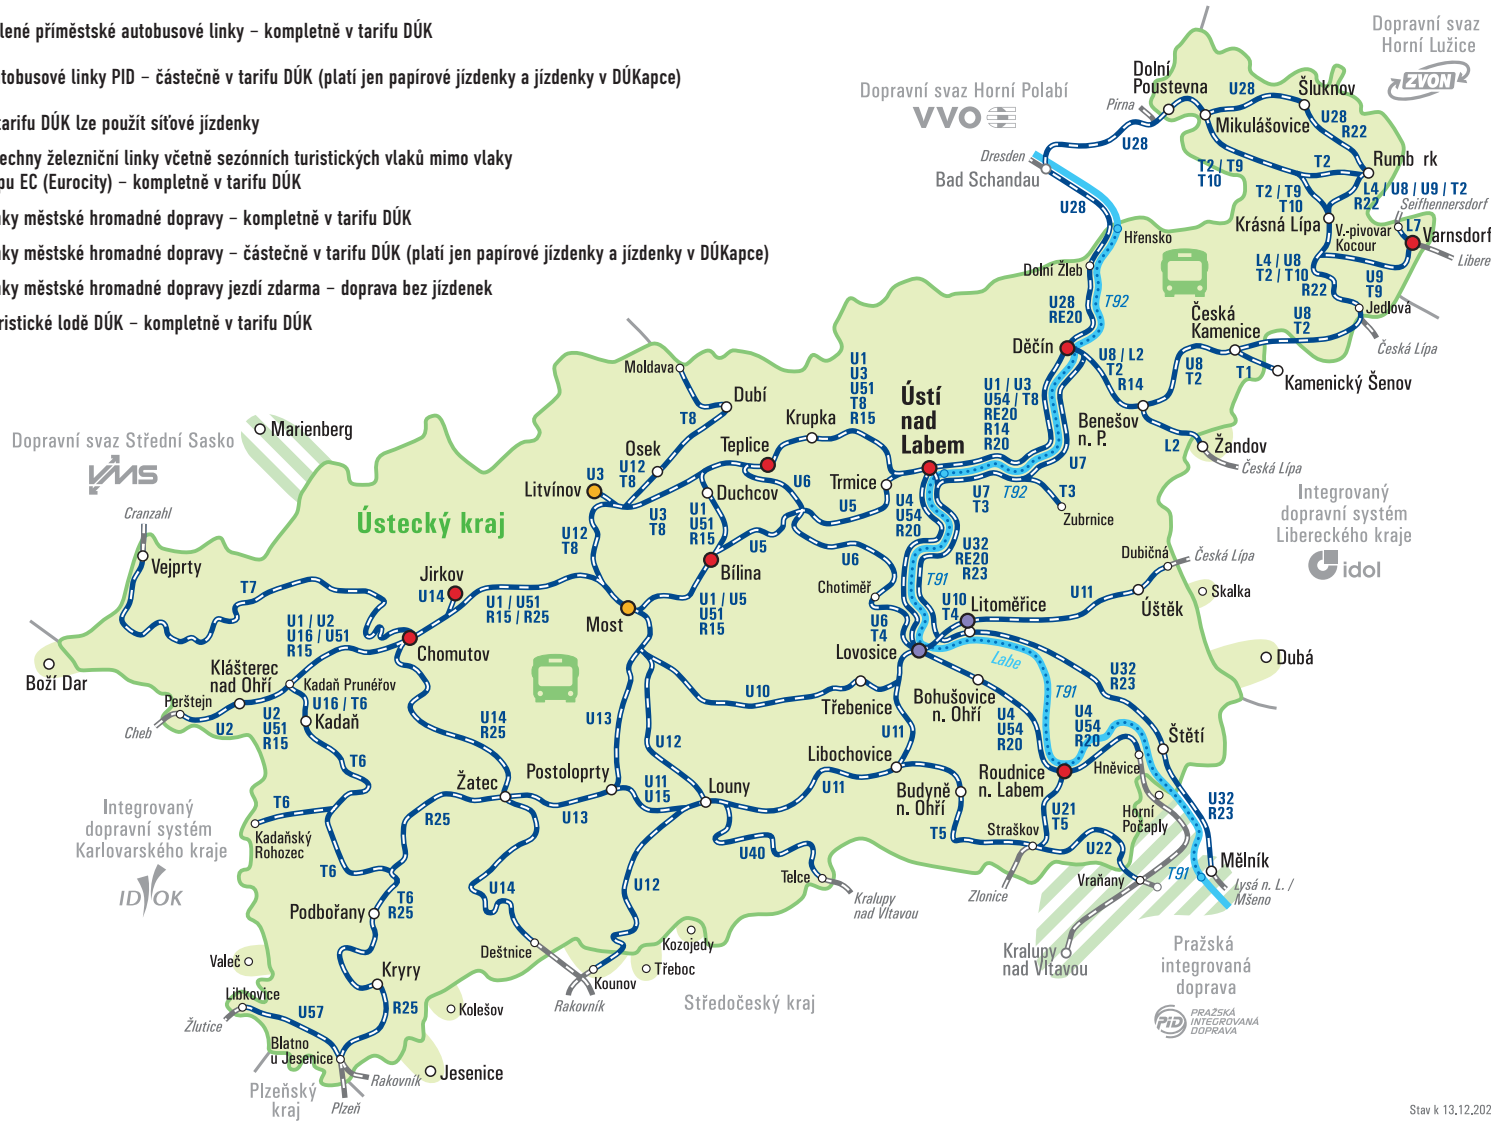 lené příměstské autobusové linky – kompletně v tarifu DÚK
tobusové linky PID – částečně v tarifu DÚK (platí jen papírové jízdenky a jízdenky v DÚKapce)
tarifu DÚK lze použít síťové jízdenky
echny železniční linky včetně sezónních turistických vlaků mimo vlaky
pu EC (Eurocity) – kompletně v tarifu DÚK
ky městské hromadné dopravy – kompletně v tarifu DÚK
ky městské hromadné dopravy – částečně v tarifu DÚK (platí jen papírové jízdenky a jízdenky v DÚKapce)
ky městské hromadné dopravy jezdí zdarma – doprava bez jízdenek
ristické lodě DÚK – kompletně v tarifu DÚK
Dopravní svaz
Horní Lužice
ZVON
Dopravní svaz Horní Polabí
VVO
Dolní
Poustevna
Pirna
U28
Šluknov
Mikulášovice
U28
R22
U28
Dresden
Bad Schandau
U28
T2 / T9
T10
T2
Rumb rk
T2 / T9
T10
L4 / U8 / U9 / T2
R22
Seifhennersdorf
Krásná Lípa
V.-pivovar
Kocour
L7
Varnsdorf
Libere
Hřensko
Dolní Žleb
L4 / U8
T2 / T10
R22
U9
T9
U28
RE20
T92
Jedlová
Česká
Kamenice
U8
T2
Česká Lípa
Děčín
U8 / L2
T2
R14
U8
T2
T1
Kamenický Šenov
Moldava
Dubí
T8
U1
U3
U51
T8
R15
Krupka
Ústí
nad
Labem
U1 / U3
U54 / T8
RE20
R14
R20
Benešov
n. P.
L2
Žandov
Česká Lípa
U7
Dopravní svaz Střední Sasko
VMS
Marienberg
Osek
Teplice
U12
T8
U3
Litvínov
Duchcov
U6
Trmice
U5
U4
U54
R20
U7
T3
T92
T3
Zubrnice
Integrovaný
dopravní systém
Libereckého kraje
idol
Cranzahl
Vejprty
Ústecký kraj
U3
T8
U1
U51
R15
U12
T8
U5
U6
U32
RE20
R23
Dubičná
Česká Lípa
Jirkov
U14
Bílina
Chotiměř
T91
U10
T4
Litoměřice
U11
Úštěk
Skalka
T7
U1 / U51
R15 / R25
Most
U1 / U5
U51
R15
U6
T4
Lovosice
Labe
U1 / U2
U16 / U51
R15
Chomutov
U32
R23
Dubá
Boží Dar
Klášterec
nad Ohří
Kadaň Prunéřov
U16 / T6
Perštejn
Kadaň
U2
U2
U51
R15
Cheb
U10
Třebenice
Bohušovice
n. Ohří
T91
U14
R25
U13
U12
U11
U4
U54
R20
U4
U54
R20
Štětí
T6
Žatec
Postoloprty
Libochovice
Roudnice
n. Labem
Hněvice
Integrovaný
dopravní systém
Karlovarského kraje
IDOK
T6
Kadaňský
Rohozec
R25
U13
U11
U15
Louny
U11
Budyně
n. Ohří
U21
T5
Horní
Počaply
U32
R23
T5
Straškov
U22
U40
Mělník
T6
T6
R25
Podbořany
U14
U12
Telce
Kralupy
nad Vltavou
Zlonice
Vraňany
T91
Lysá n. L. /
Mšeno
Deštnice
Kozojedy
Kralupy
nad Vltavou
Pražská
integrovaná
doprava
PID
PRAŽSKÁ
INTEGROVANÁ
DOPRAVA
Valeč
Kryry
Kounov
Třeboc
Rakovník
Středočeský kraj
Libkovice
U57
R25
Kolešov
Žlutice
Blatno
u Jesenice
Rakovník
Jesenice
Plzeňský
kraj
Plzeň
Stav k 13.12.202